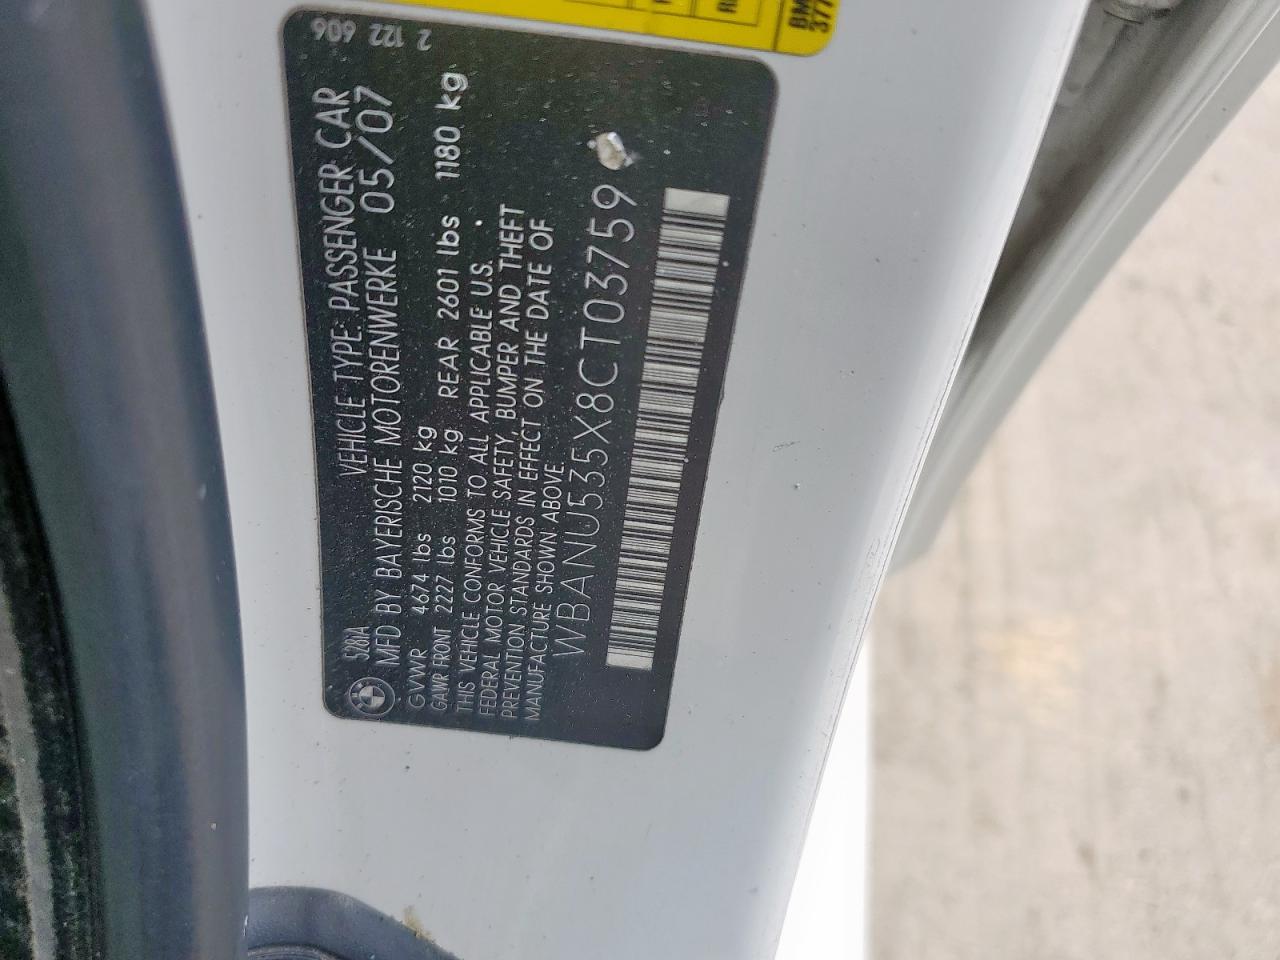 2 122 606
528iA VEHICLE TYPE: PASSENGER CAR
MFD BY BAYERISCHE MOTORENWERKE 05/07
GVWR 4674 lbs 2120 kg
GAWR FRONT 2227 lbs 1010 kg REAR 2601 lbs 1180 kg
THIS VEHICLE CONFORMS TO ALL APPLICABLE U.S.
FEDERAL MOTOR VEHICLE SAFETY, BUMPER AND THEFT
PREVENTION STANDARDS IN EFFECT ON THE DATE OF
MANUFACTURE SHOWN ABOVE.
WBANU535X8CT03759